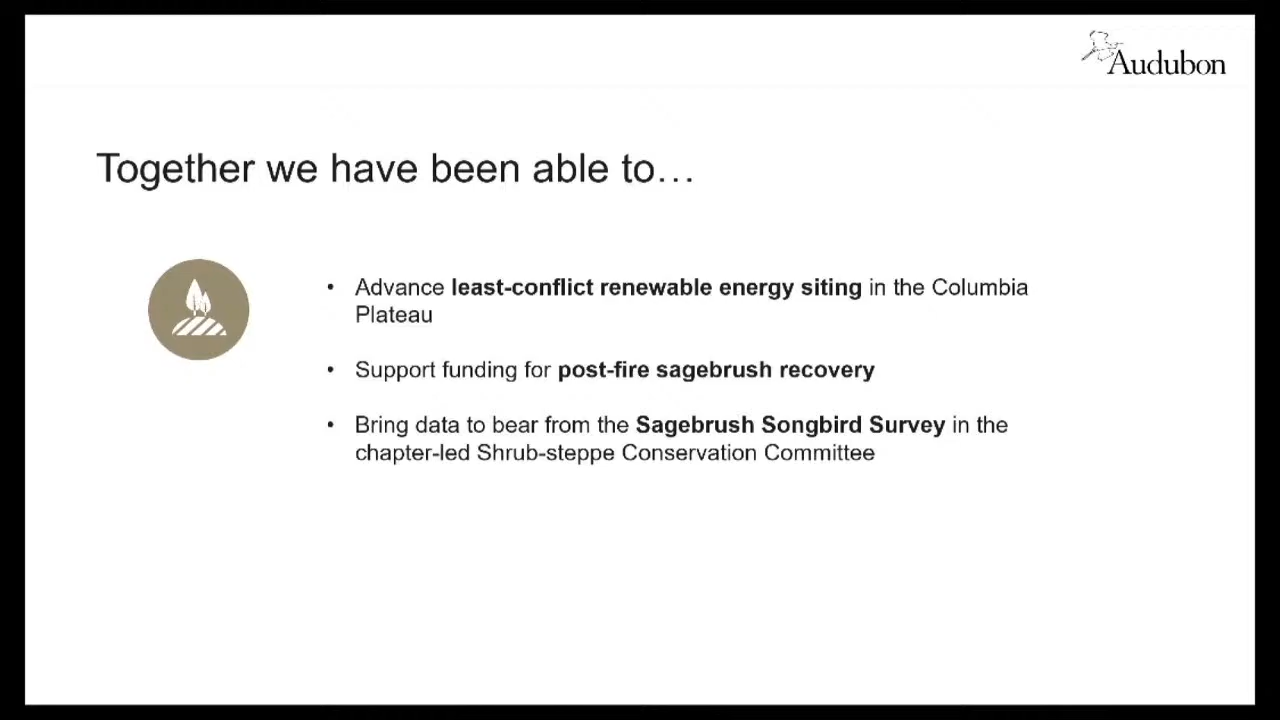 Audubon
Together we have been able to…
• Advance least-conflict renewable energy siting in the Columbia
Plateau
• Support funding for post-fire sagebrush recovery
• Bring data to bear from the Sagebrush Songbird Survey in the
chapter-led Shrub-steppe Conservation Committee